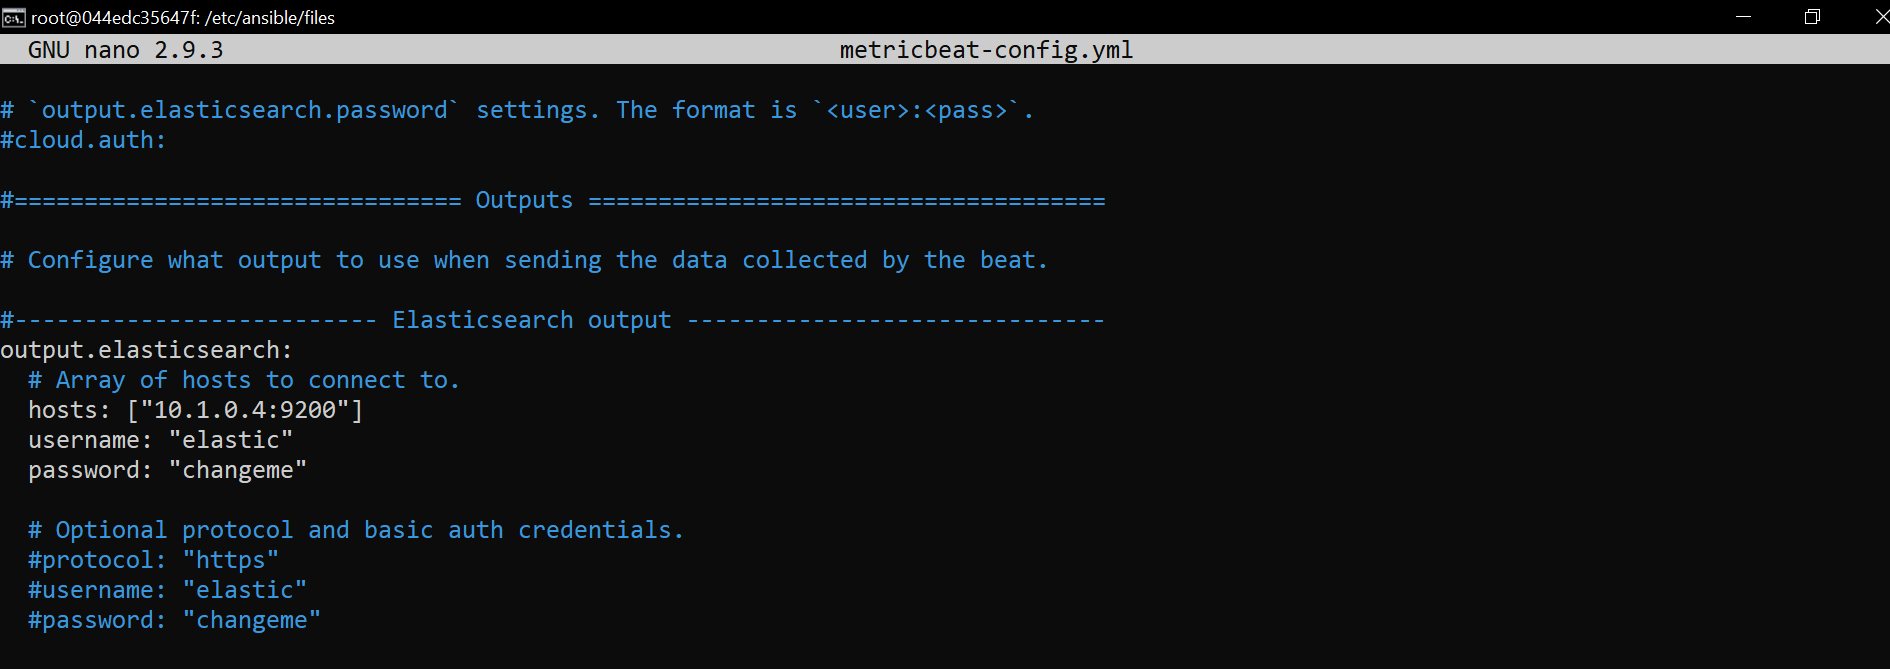 root@044edc35647f: /etc/ansible/files
GNU nano 2.9.3 metricbeat-config.yml
# `output.elasticsearch.password` settings. The format is `<user>:<pass>`.
#cloud.auth:
#================================ Outputs =====================================
# Configure what output to use when sending the data collected by the beat.
#-------------------------- Elasticsearch output ------------------------------
output.elasticsearch:
  # Array of hosts to connect to.
  hosts: ["10.1.0.4:9200"]
  username: "elastic"
  password: "changeme"
  # Optional protocol and basic auth credentials.
  #protocol: "https"
  #username: "elastic"
  #password: "changeme"